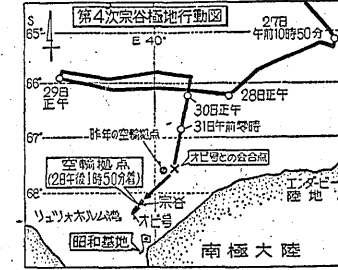 第4次宗谷極地行動図
27日
午前10時50分
E40°
65°
66°
29日
正午
28日正午
30日正午
31日午前零時
67°
昨年の空輸拠点
オビ号との会合点
空輸拠点
(2日午後1時50分着)
68°
宗谷
オビ号
エンダービー
陸地
リュツォホルム湾
昭和基地
南極大陸